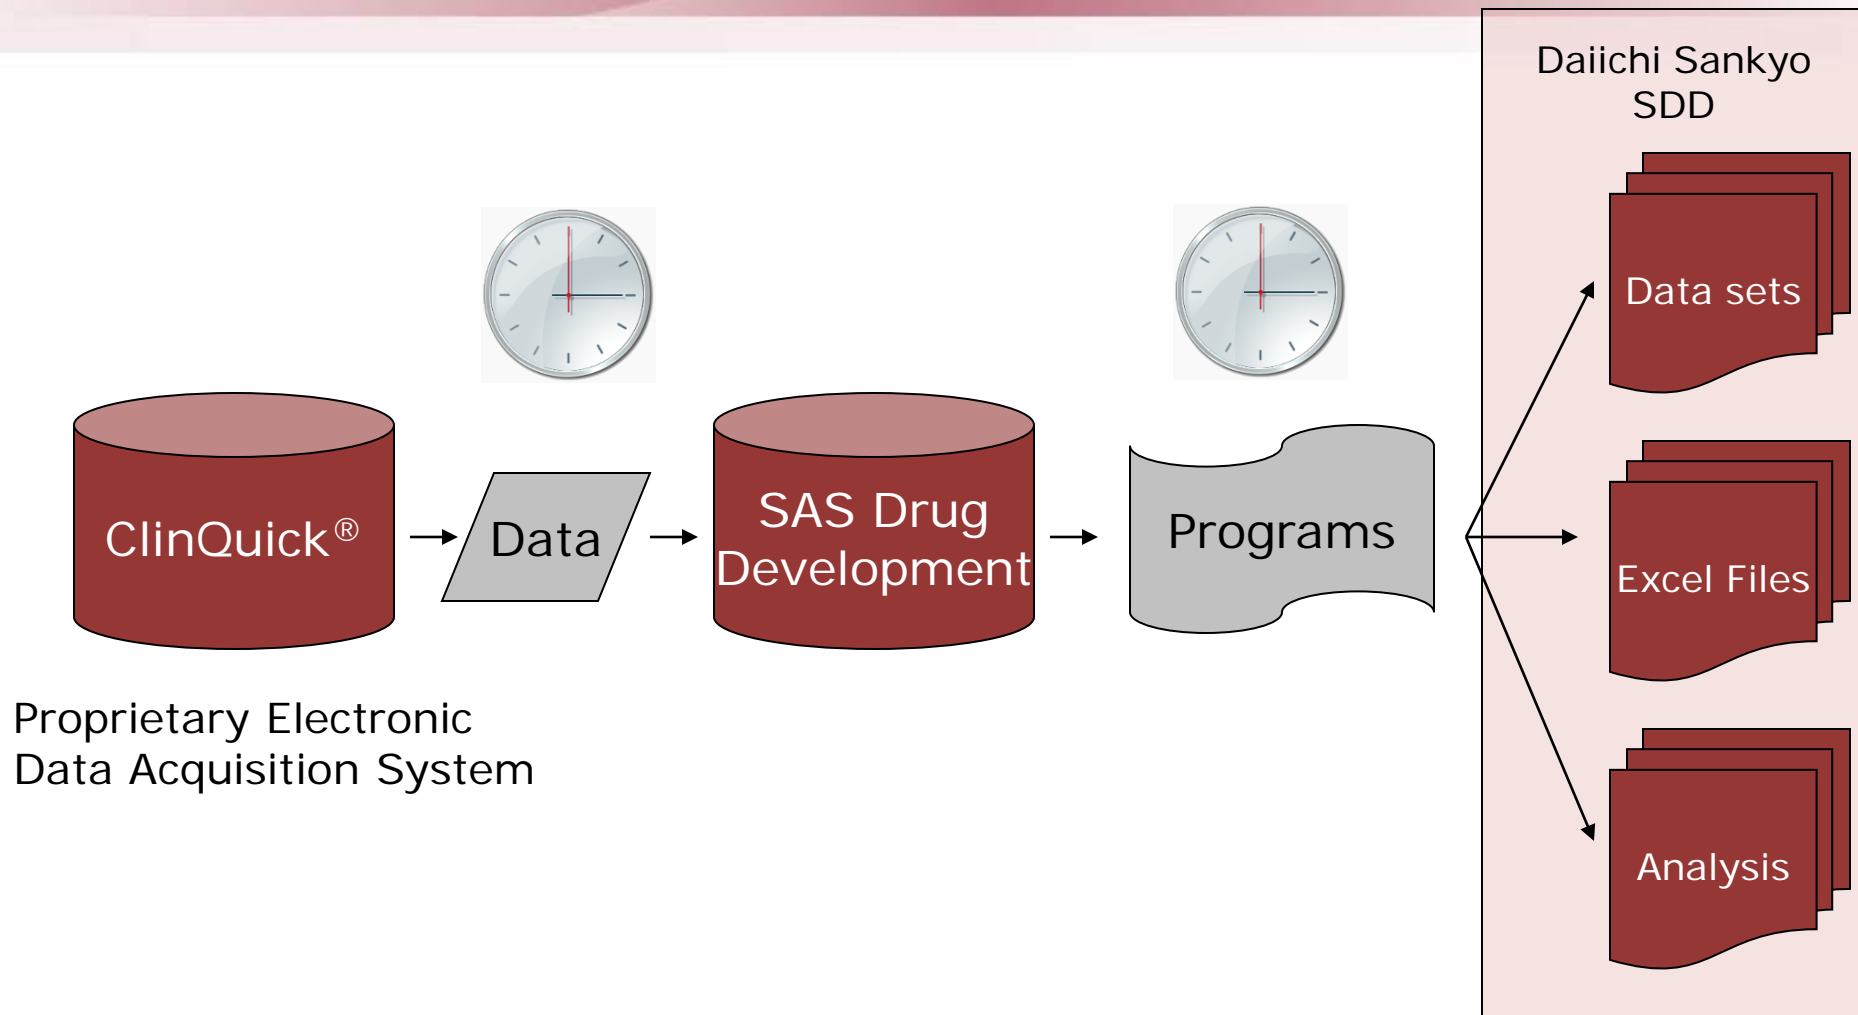 Daiichi Sankyo
SDD
Data sets
ClinQuick®
Data
SAS Drug
Development
Programs
Excel Files
Proprietary Electronic
Data Acquisition System
Analysis